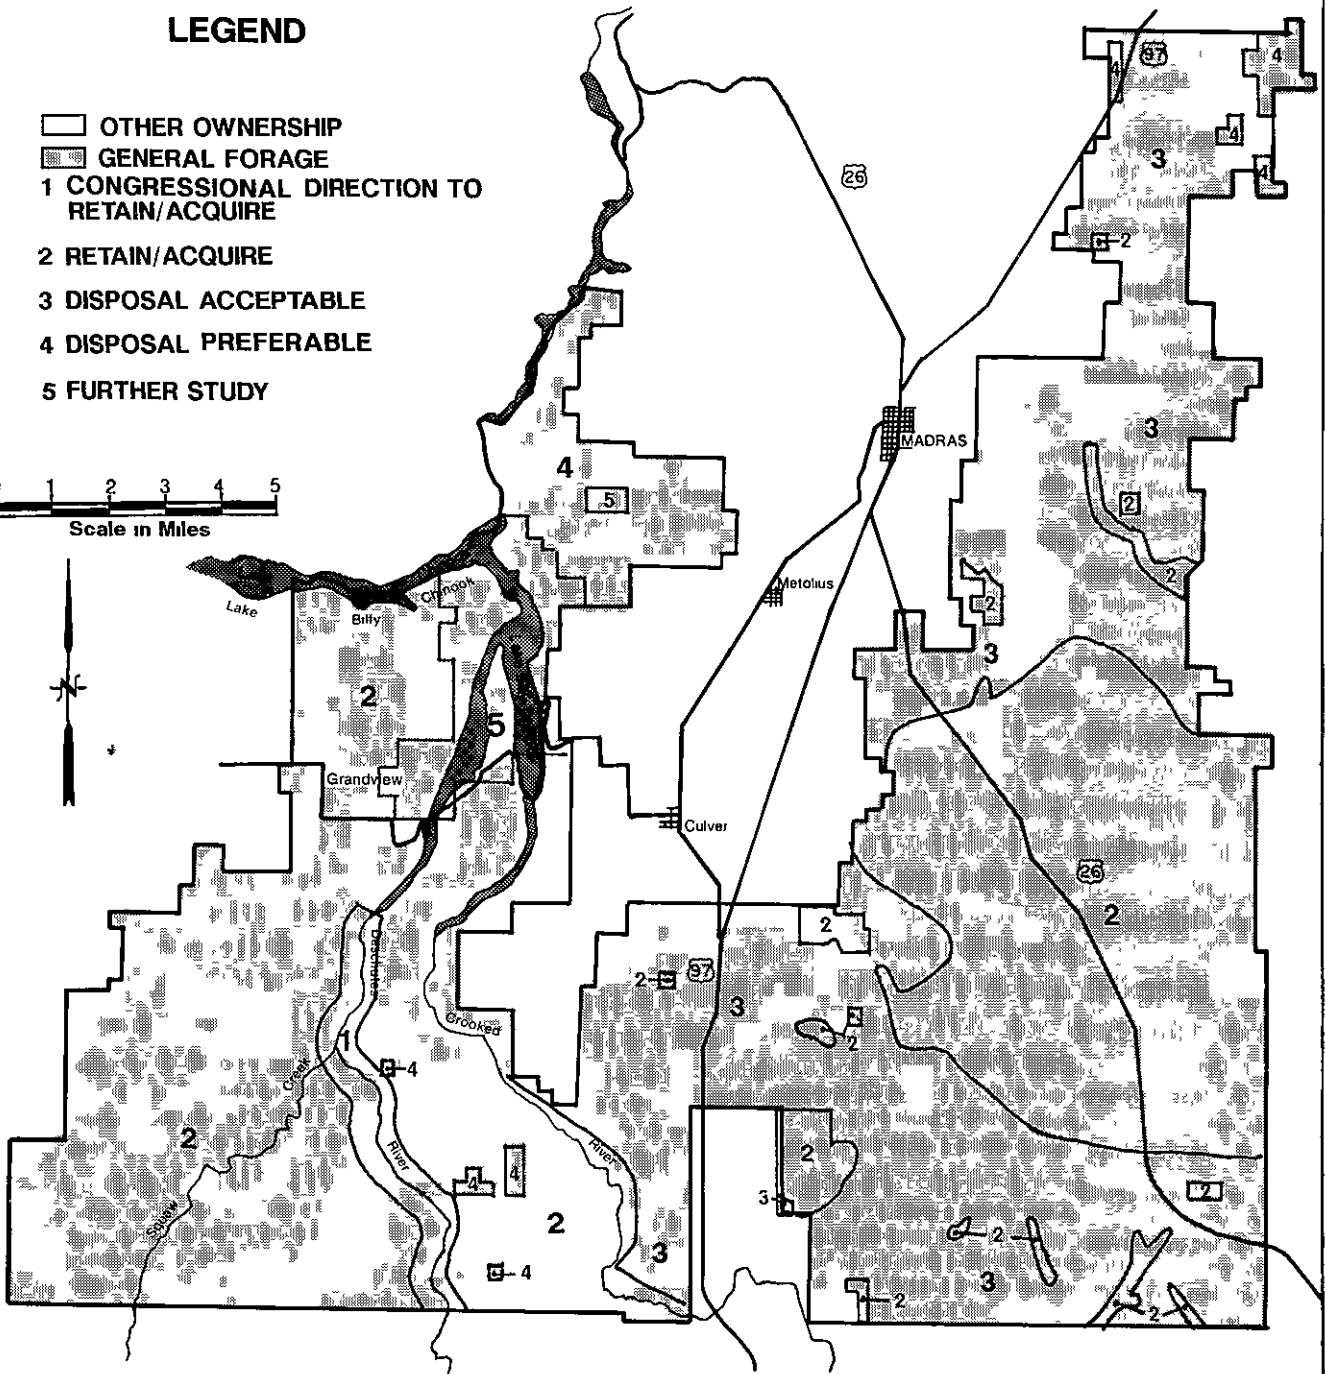 LEGEND
OTHER OWNERSHIP
GENERAL FORAGE
1 CONGRESSIONAL DIRECTION TO
RETAIN/ACQUIRE
2 RETAIN/ACQUIRE
3 DISPOSAL ACCEPTABLE
4 DISPOSAL PREFERABLE
5 FURTHER STUDY
1 2 3 4 5
Scale in Miles
N
97
4
4
4
3
4
2
26
3
MADRAS
4
5
2
2
Metolius
2
3
Lake
Billy
Chinook
2
5
Grandview
Culver
26
2
2
Deschutes
2
97
3
2
Crooked
1
4
Creek
2
River
River
4
4
2
2
3
2
Squaw
2
3
2
4
3
2
2